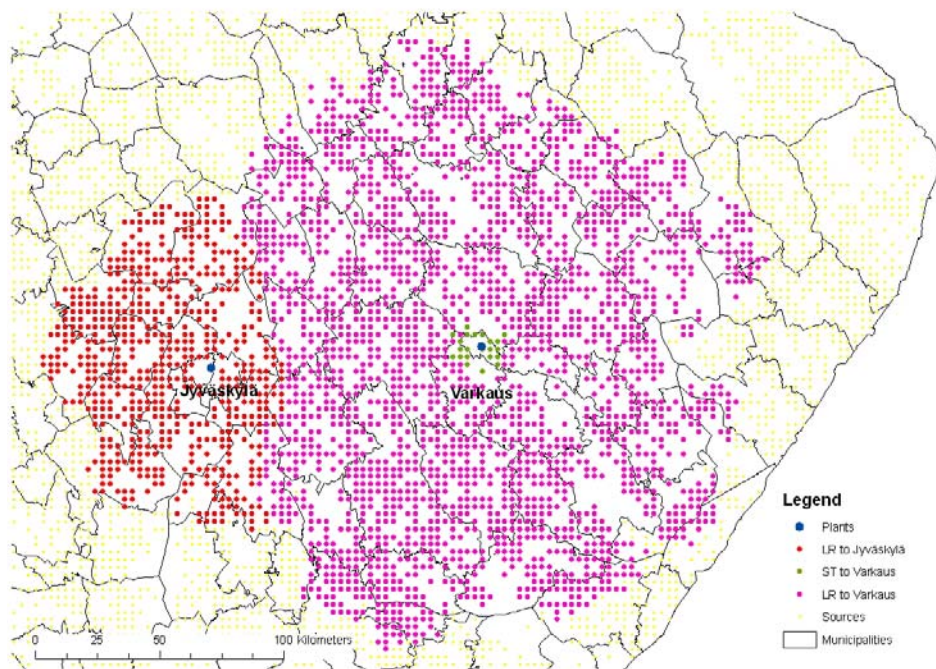 Jyväskylä
Varkaus
Legend
Plants
LR to Jyväskylä
ST to Varkaus
LR to Varkaus
Sources
Municipalities
0 25 50 100 Kilometers